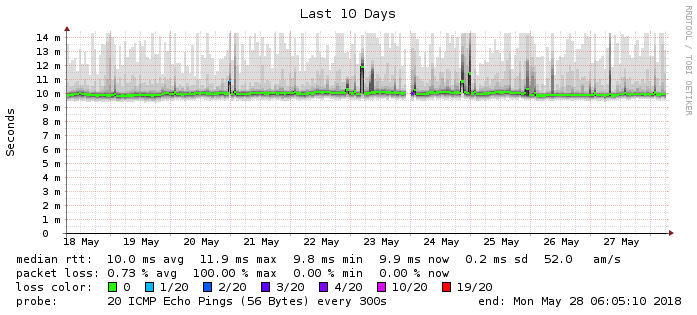 Last 10 Days
RRDTOOL / TOBI OETIKER
Seconds
14 m
13 m
12 m
11 m
10 m
9 m
8 m
7 m
6 m
5 m
4 m
3 m
2 m
1 m
0
18 May 19 May 20 May 21 May 22 May 23 May 24 May 25 May 26 May 27 May
median rtt: 10.0 ms avg 11.9 ms max 9.8 ms min 9.9 ms now 0.2 ms sd 52.0 am/s
packet loss: 0.73 % avg 100.00 % max 0.00 % min 0.00 % now
loss color: 0 1/20 2/20 3/20 4/20 10/20 19/20
probe: 20 ICMP Echo Pings (56 Bytes) every 300s end: Mon May 28 06:05:10 2018